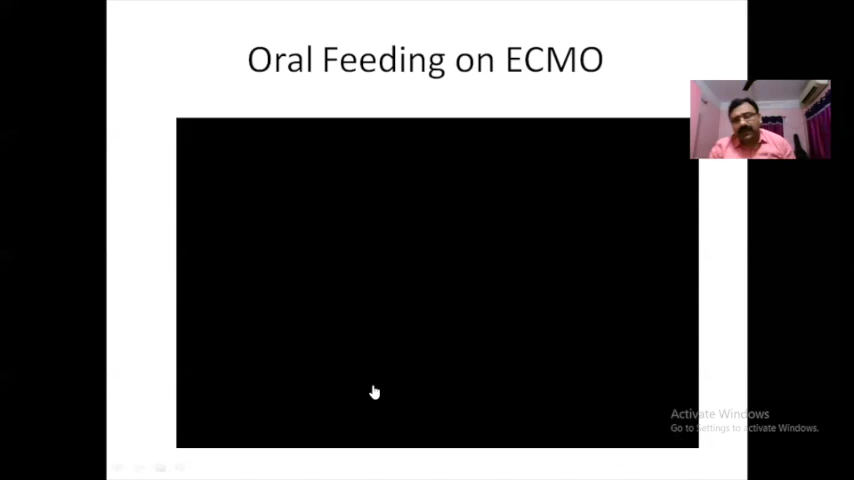 Oral Feeding on ECMO
Activate Windows
Go to Settings to activate Windows.